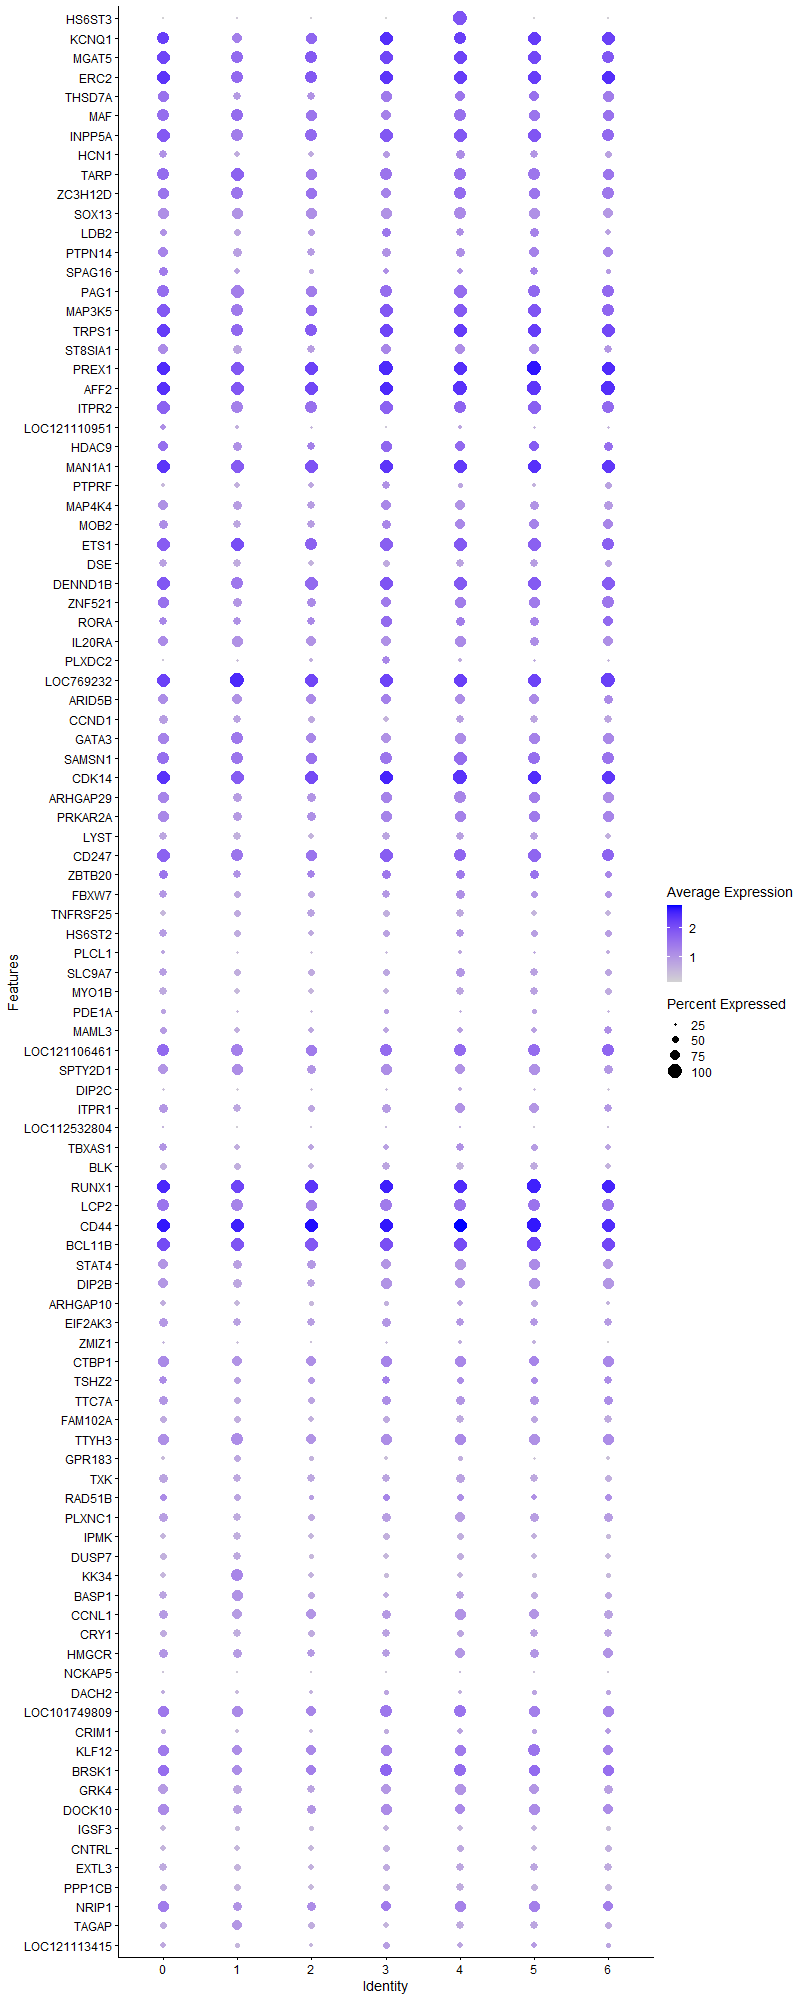 HS6ST3
KCNQ1
MGAT5
ERC2
THSD7A
MAF
INPP5A
HCN1
TARP
ZC3H12D
SOX13
LDB2
PTPN14
SPAG16
PAG1
MAP3K5
TRPS1
ST8SIA1
PREX1
AFF2
ITPR2
LOC121110951
HDAC9
MAN1A1
PTPRF
MAP4K4
MOB2
ETS1
DSE
DENND1B
ZNF521
RORA
IL20RA
PLXDC2
LOC769232
ARID5B
CCND1
GATA3
SAMSN1
CDK14
ARHGAP29
PRKAR2A
LYST
CD247
ZBTB20
FBXW7
TNFRSF25
HS6ST2
PLCL1
SLC9A7
MYO1B
PDE1A
MAML3
LOC121106461
SPTY2D1
DIP2C
ITPR1
LOC112532804
TBXAS1
BLK
RUNX1
LCP2
CD44
BCL11B
STAT4
DIP2B
ARHGAP10
EIF2AK3
ZMIZ1
CTBP1
TSHZ2
TTC7A
FAM102A
TTYH3
GPR183
TXK
RAD51B
PLXNC1
IPMK
DUSP7
KK34
BASP1
CCNL1
CRY1
HMGCR
NCKAP5
DACH2
LOC101749809
CRIM1
KLF12
BRSK1
GRK4
DOCK10
IGSF3
CNTRL
EXTL3
PPP1CB
NRIP1
TAGAP
LOC121113415
Features
0 1 2 3 4 5 6
Identity
Average Expression
2
1
Percent Expressed
25
50
75
100